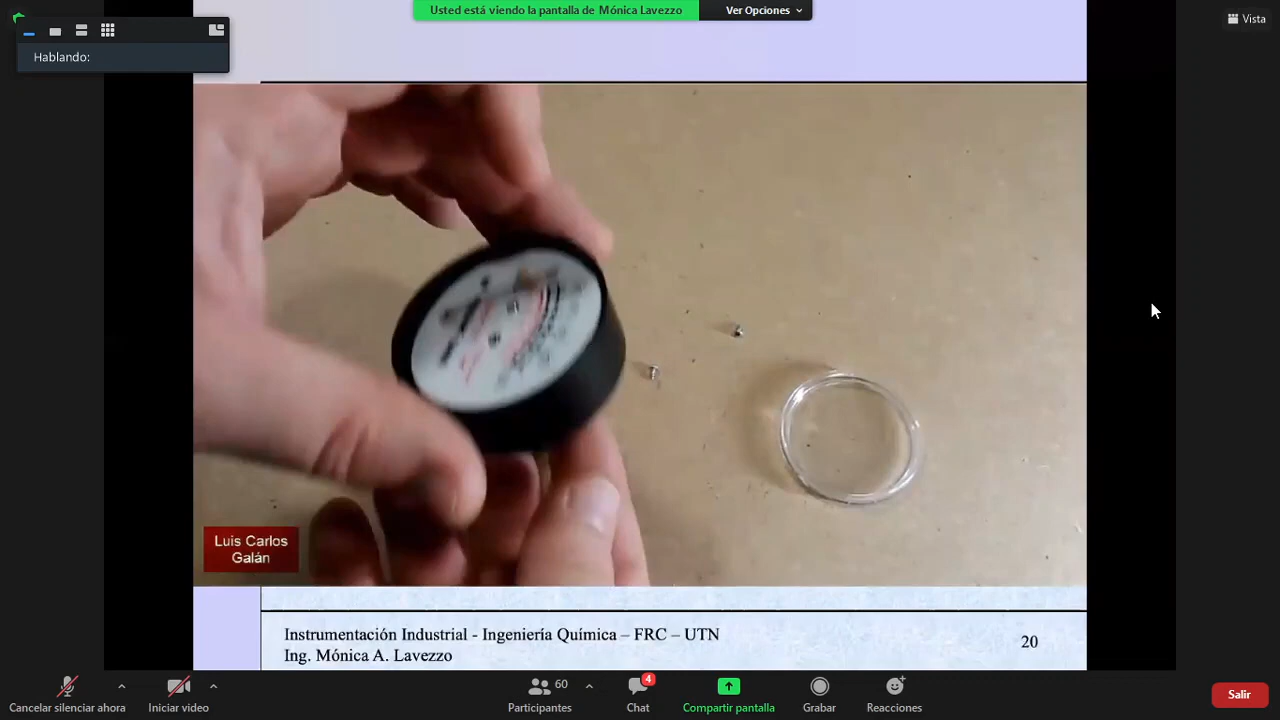 Usted está viendo la pantalla de Mónica Lavezzo
Ver Opciones
Vista
Hablando:
Luis Carlos
Galán
Instrumentación Industrial - Ingeniería Química – FRC – UTN
Ing. Mónica A. Lavezzo
20
Cancelar silenciar ahora
Iniciar video
60
Participantes
4
Chat
Compartir pantalla
Grabar
Reacciones
Salir